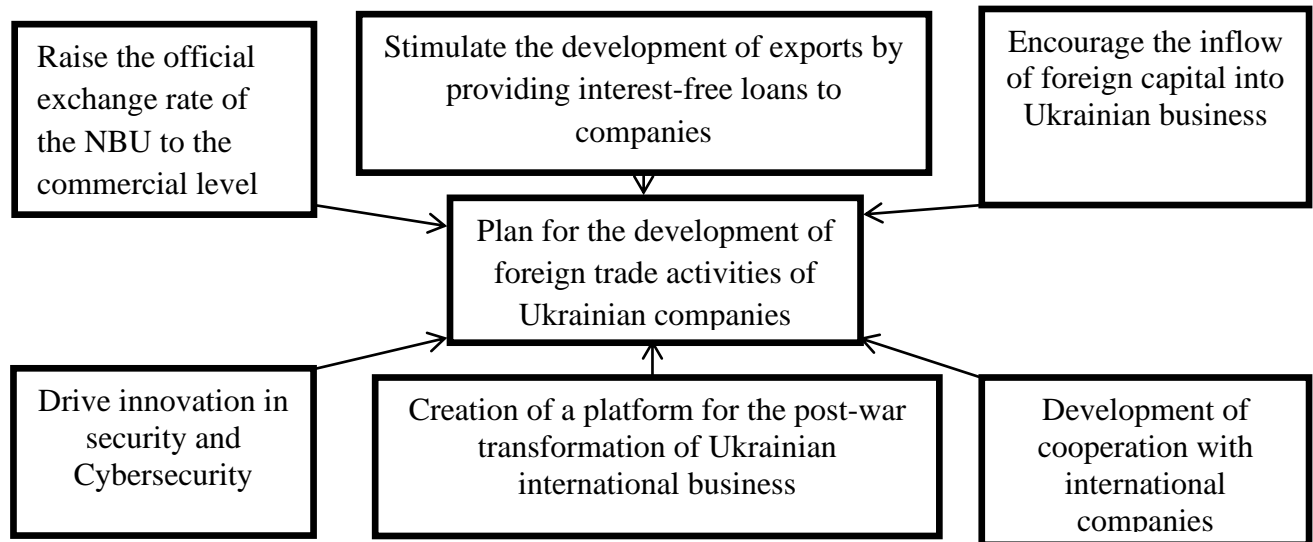 Raise the official
exchange rate of
the NBU to the
commercial level
Stimulate the development of exports by
providing interest-free loans to
companies
Encourage the inflow
of foreign capital into
Ukrainian business
Plan for the development of
foreign trade activities of
Ukrainian companies
Drive innovation in
security and
Cybersecurity
Creation of a platform for the post-war
transformation of Ukrainian
international business
Development of
cooperation with
international
companies